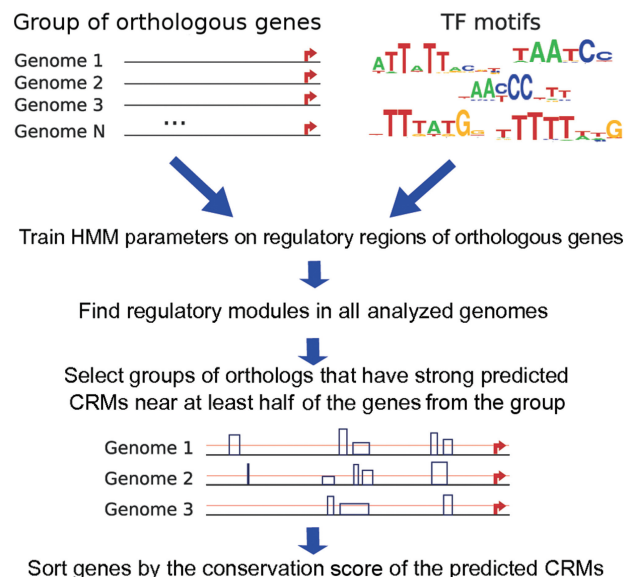 Group of orthologous genes
TF motifs
Genome 1
Genome 2
Genome 3
...
Genome N
TAATCC
Train HMM parameters on regulatory regions of orthologous genes
Find regulatory modules in all analyzed genomes
Select groups of orthologs that have strong predicted
CRMs near at least half of the genes from the group
Genome 1
Genome 2
Genome 3
Sort genes by the conservation score of the predicted CRMs